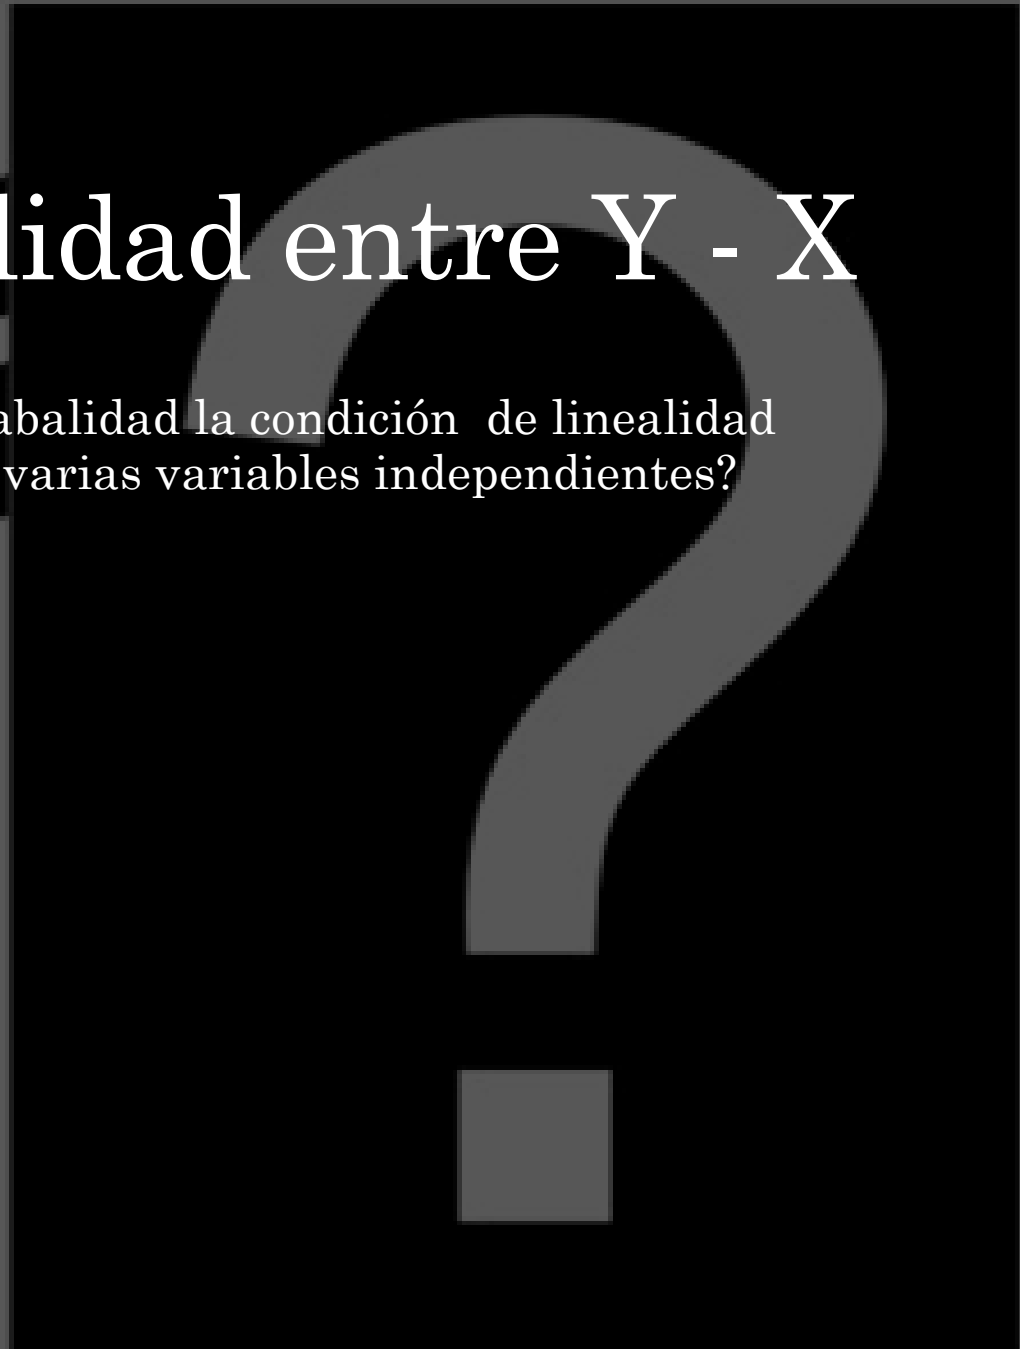 lidad entre Y - X
abalidad la condición de linealidad
varias variables independientes?